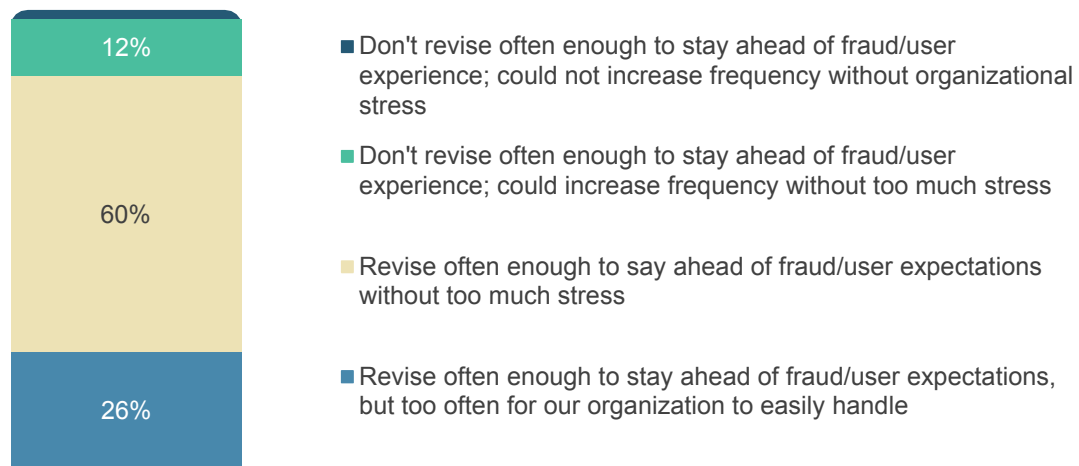 12%
60%
26%
Don't revise often enough to stay ahead of fraud/user
experience; could not increase frequency without organizational
stress
Don't revise often enough to stay ahead of fraud/user
experience; could increase frequency without too much stress
Revise often enough to say ahead of fraud/user expectations
without too much stress
Revise often enough to stay ahead of fraud/user expectations,
but too often for our organization to easily handle